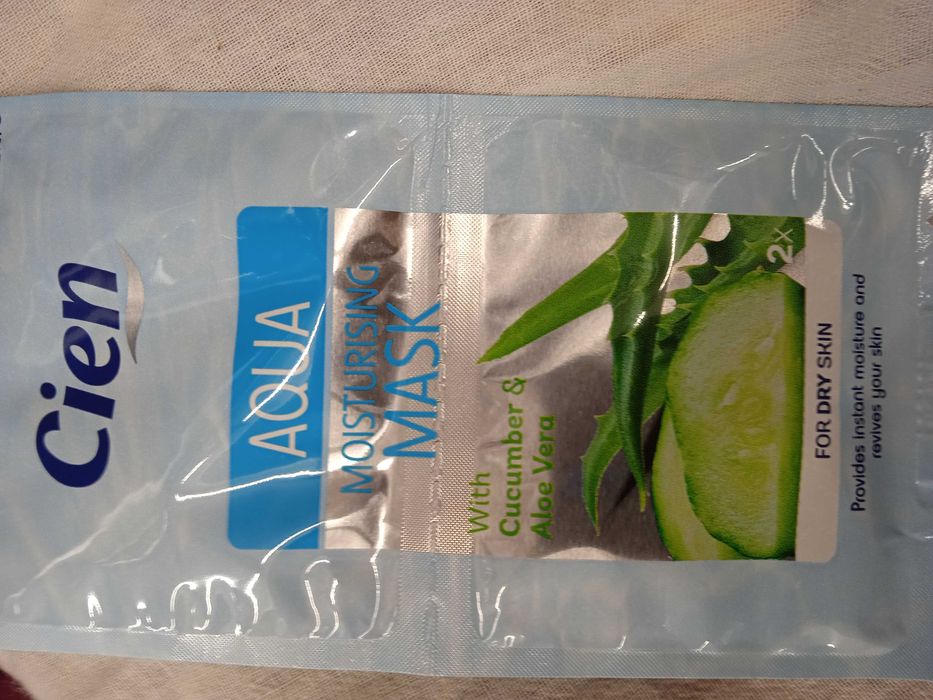 Cien
AQUA
MOISTURISING
MASK
With
Cucumber &
Aloe Vera
2x
FOR DRY SKIN
Provides instant moisture and
revives your skin